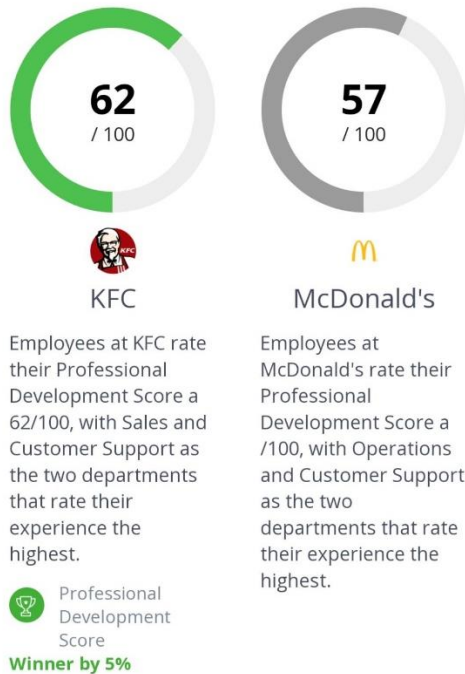 62
/ 100
KFC
KFC
Employees at KFC rate
their Professional
Development Score a
62/100, with Sales and
Customer Support as
the two departments
that rate their
experience the
highest.
Professional
Development
Score
Winner by 5%
57
/ 100
McDonald's
Employees at
McDonald's rate their
Professional
Development Score a
/100, with Operations
and Customer Support
as the two
departments that rate
their experience the
highest.